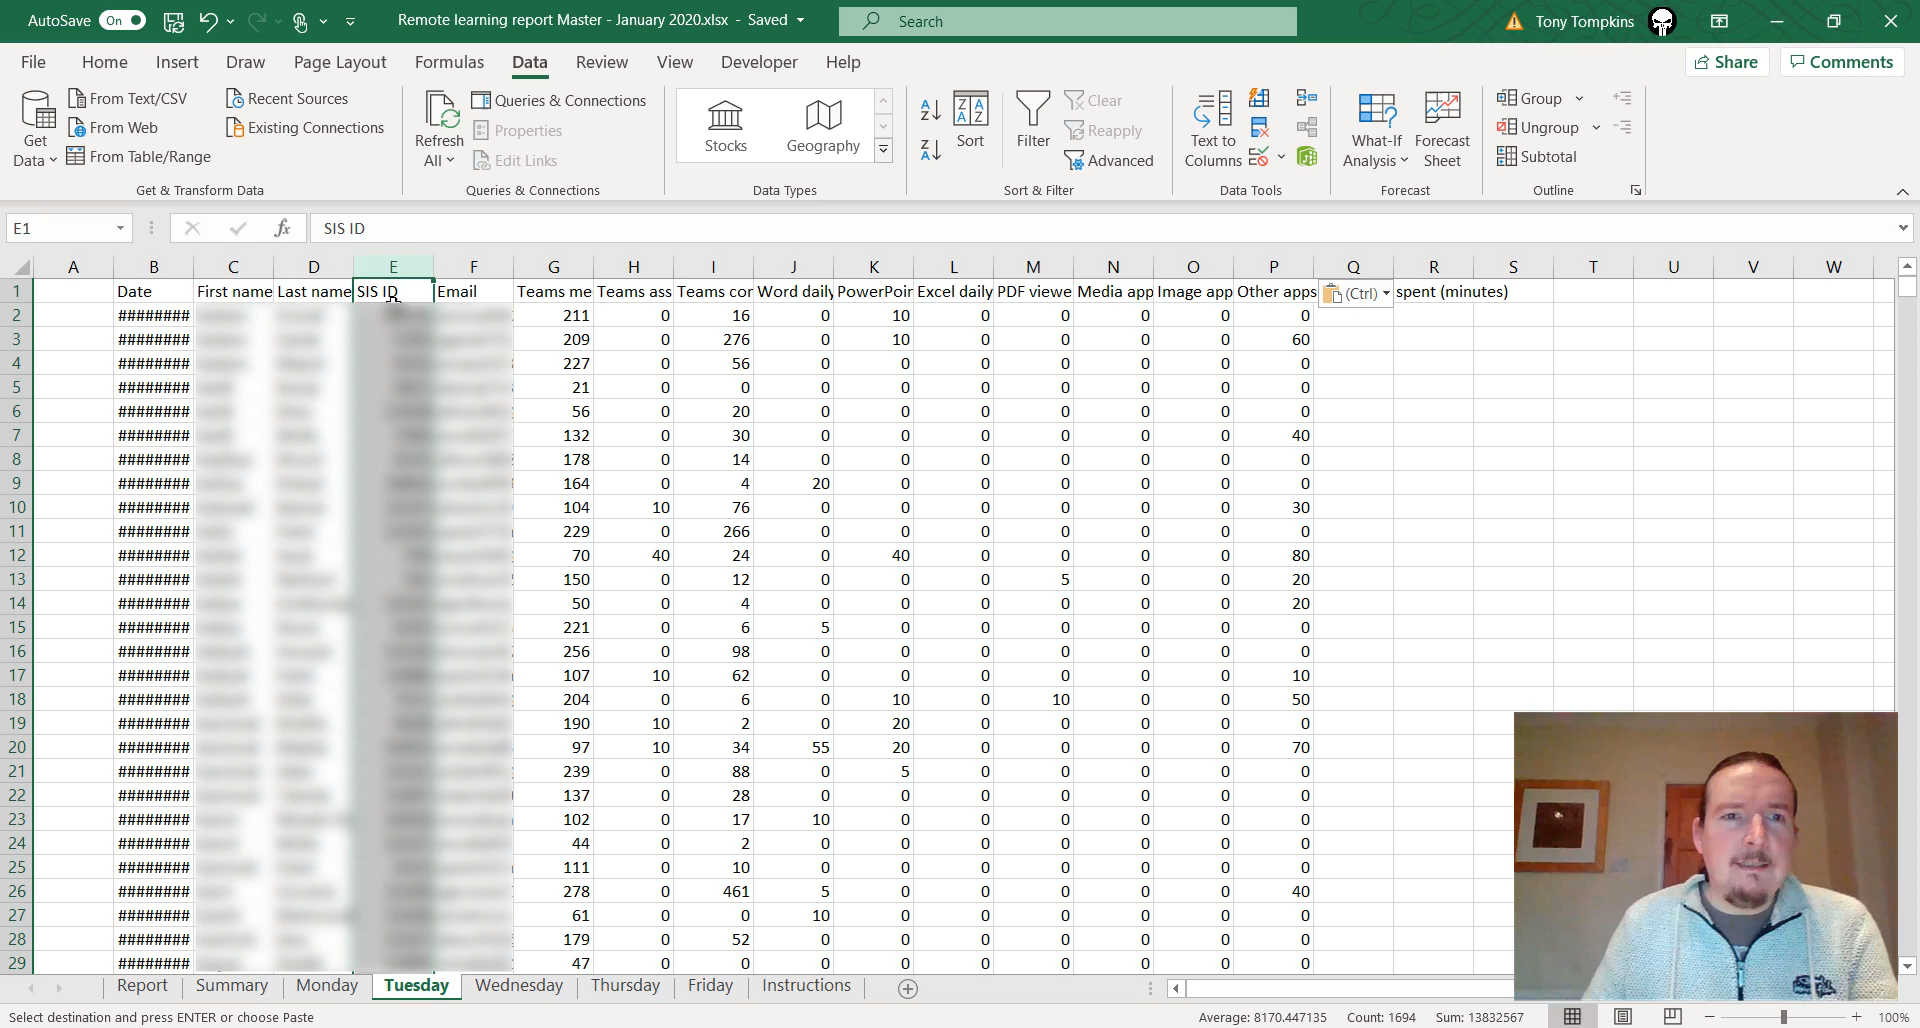 AutoSave On Remote learning report Master - January 2020.xlsx - Saved Search Tony Tompkins
File Home Insert Draw Page Layout Formulas Data Review View Developer Help Share Comments
Get Data
From Text/CSV
From Web
From Table/Range
Recent Sources
Existing Connections
Get & Transform Data
Refresh All
Queries & Connections
Properties
Edit Links
Queries & Connections
Stocks Geography
Data Types
Sort
Filter
Clear
Reapply
Advanced
Sort & Filter
Text to Columns
Data Tools
What-If Analysis
Forecast Sheet
Forecast
Group
Ungroup
Subtotal
Outline
E1 fx SIS ID
A B C D E F G H I J K L M N O P Q R S T U V W
1 Date First name Last name SIS ID Email Teams me Teams ass Teams cor Word daily PowerPoin Excel daily PDF viewe Media app Image app Other apps (Ctrl) spent (minutes)
2 ######## 211 0 16 0 10 0 0 0 0 0
3 ######## 209 0 276 0 10 0 0 0 0 60
4 ######## 227 0 56 0 0 0 0 0 0 0
5 ######## 21 0 0 0 0 0 0 0 0 0
6 ######## 56 0 20 0 0 0 0 0 0 0
7 ######## 132 0 30 0 0 0 0 0 0 40
8 ######## 178 0 14 0 0 0 0 0 0 0
9 ######## 164 0 4 20 0 0 0 0 0 0
10 ######## 104 10 76 0 0 0 0 0 0 30
11 ######## 229 0 266 0 0 0 0 0 0 0
12 ######## 70 40 24 0 40 0 0 0 0 80
13 ######## 150 0 12 0 0 0 5 0 0 20
14 ######## 50 0 4 0 0 0 0 0 0 20
15 ######## 221 0 6 5 0 0 0 0 0 0
16 ######## 256 0 98 0 0 0 0 0 0 0
17 ######## 107 10 62 0 0 0 0 0 0 10
18 ######## 204 0 6 0 10 0 10 0 0 50
19 ######## 190 10 2 0 20 0 0 0 0 0
20 ######## 97 10 34 55 20 0 0 0 0 70
21 ######## 239 0 88 0 5 0 0 0 0 0
22 ######## 137 0 28 0 0 0 0 0 0 0
23 ######## 102 0 17 10 0 0 0 0 0 0
24 ######## 44 0 2 0 0 0 0 0 0 0
25 ######## 111 0 10 0 0 0 0 0 0 0
26 ######## 278 0 461 5 0 0 0 0 0 40
27 ######## 61 0 0 10 0 0 0 0 0 0
28 ######## 179 0 52 0 0 0 0 0 0 0
29 ######## 47 0 0 0 0 0 0 0 0 0
Report Summary Monday Tuesday Wednesday Thursday Friday Instructions
Select destination and press ENTER or choose Paste Average: 8170.447135 Count: 1694 Sum: 13832567 100%